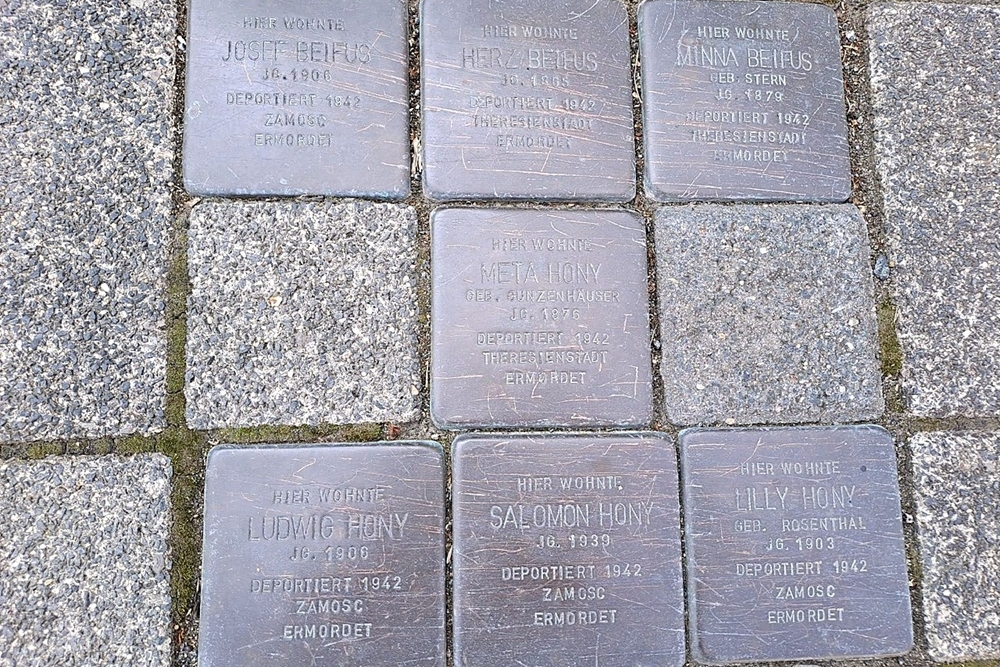 HIER WOHNTE
JOSEF BEIFUS
JG. 1906
DEPORTIERT 1942
ZAMOSC
ERMORDET
HIER WOHNTE
HERZ BEIFUS
JG.
DEPORTIERT 1942
THERESIENSTADT
ERMORDET
HIER WOHNTE
MINNA BEIFUS
GEB. STERN
JG. 1879
DEPORTIERT 1942
THERESIENSTADT
ERMORDET
HIER WOHNTE
META HONY
GEB. GUNZENHÄUSER
JG. 1876
DEPORTIERT 1942
THERESIENSTADT
ERMORDET
HIER WOHNTE
LUDWIG HONY
JG. 1906
DEPORTIERT 1942
ZAMOSC
ERMORDET
HIER WOHNTE
SALOMON HONY
JG. 1939
DEPORTIERT 1942
ZAMOSC
ERMORDET
HIER WOHNTE
LILLY HONY
GEB. ROSENTHAL
JG. 1903
DEPORTIERT 1942
ZAMOSC
ERMORDET